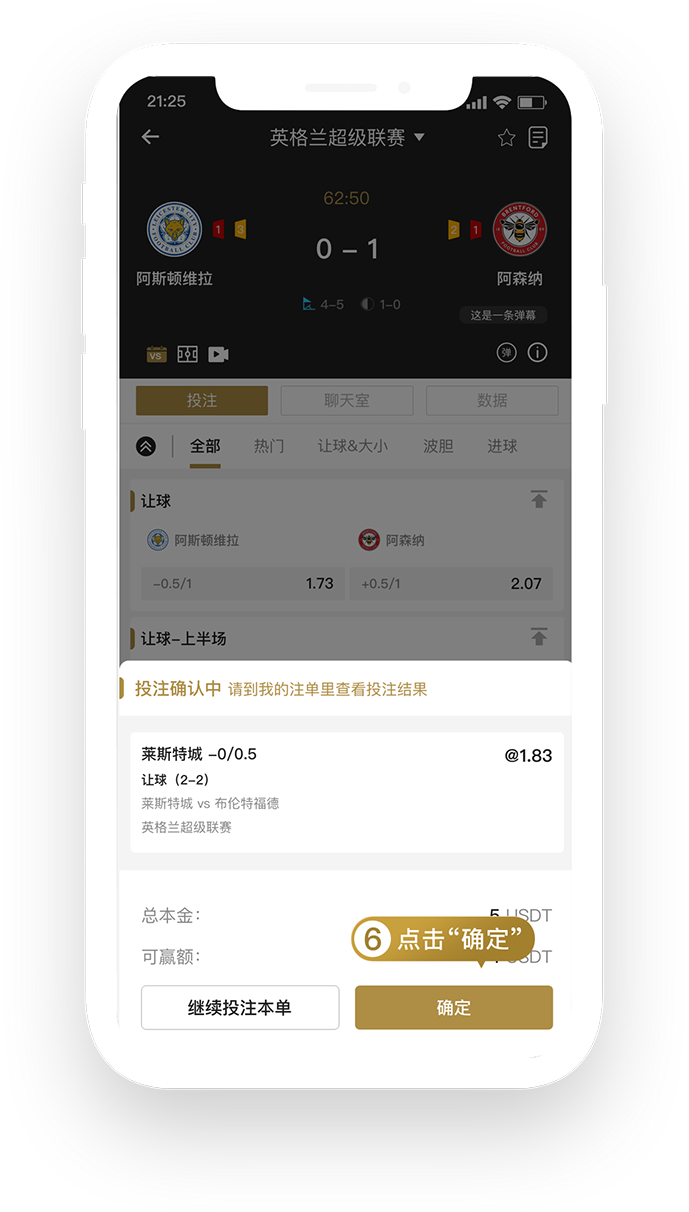 21:25
英格兰超级联赛
62:50
LEICESTER CITY
FOOTBALL CLUB
1
3
0 – 1
2
1
BRENTFORD
FOOTBALL CLUB
阿斯顿维拉
阿森纳
4–5
1–0
这是一条弹幕
VS
弹
投注
聊天室
数据
全部
热门
让球&大小
波胆
进球
让球
阿斯顿维拉
阿森纳
–0.5/1
1.73
+0.5/1
2.07
让球–上半场
投注确认中 请到我的注单里查看投注结果
莱斯特城 –0/0.5
@1.83
让球（2–2）
莱斯特城 vs 布伦特福德
英格兰超级联赛
总本金:
5 USDT
6 点击“确定”
可赢额:
USDT
继续投注本单
确定